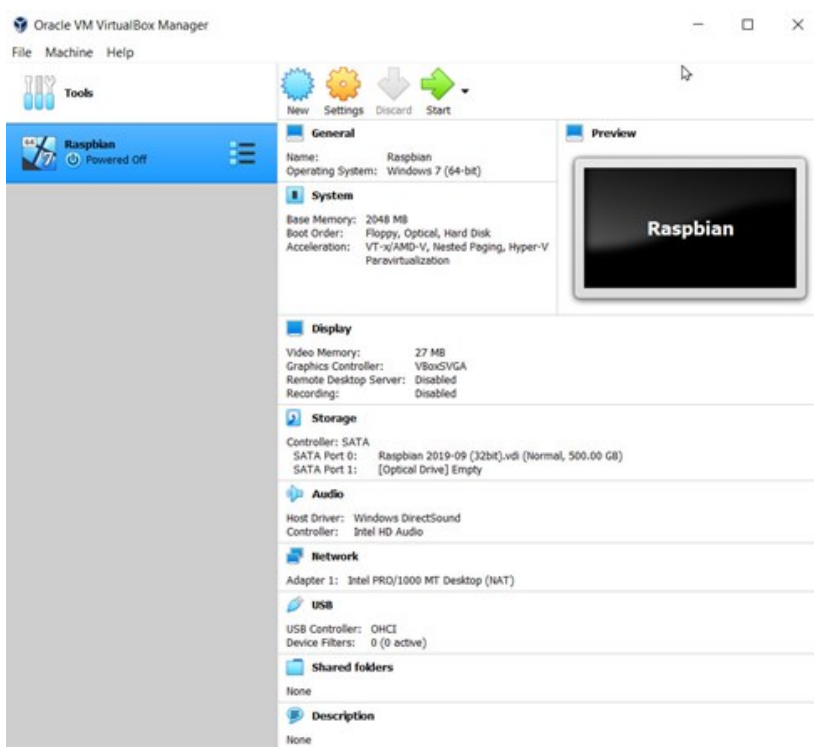 Oracle VM VirtualBox Manager
File Machine Help
Tools
New Settings Discard Start
Raspbian
Powered Off
General
Name: Raspbian
Operating System: Windows 7 (64-bit)
Preview
Raspbian
System
Base Memory: 2048 MB
Boot Order: Floppy, Optical, Hard Disk
Acceleration: VT-x/AMD-V, Nested Paging, Hyper-V
Paravirtualization
Display
Video Memory: 27 MB
Graphics Controller: VBoxSVGA
Remote Desktop Server: Disabled
Recording: Disabled
Storage
Controller: SATA
SATA Port 0: Raspbian 2019-09 (32bit).vdi (Normal, 500.00 GB)
SATA Port 1: [Optical Drive] Empty
Audio
Host Driver: Windows DirectSound
Controller: Intel HD Audio
Network
Adapter 1: Intel PRO/1000 MT Desktop (NAT)
USB
USB Controller: OHCI
Device Filters: 0 (0 active)
Shared folders
None
Description
None